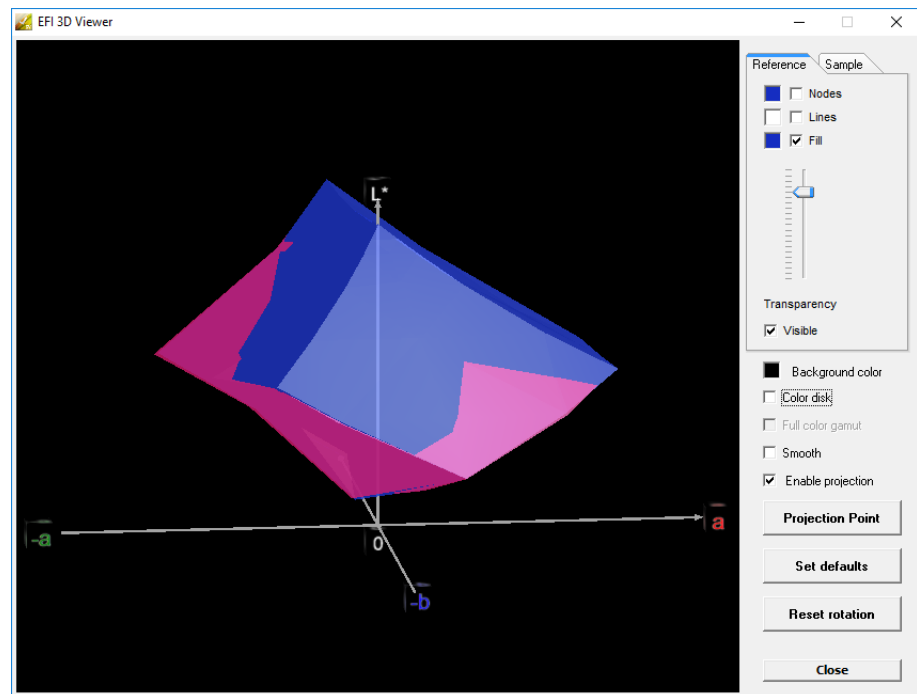 EFI 3D Viewer
Reference
Sample
Nodes
Lines
Fill
Transparency
Visible
Background color
Color disk
Full color gamut
Smooth
Enable projection
Projection Point
Set defaults
Reset rotation
Close
L*
-a
0
a
-b